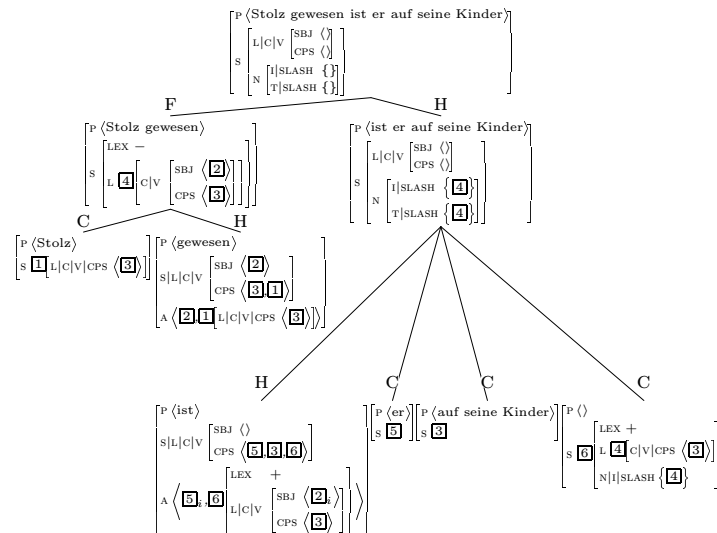 P ⟨Stolz gewesen ist er auf seine Kinder⟩
S L|C|V SBJ ⟨⟩
CPS ⟨⟩
N I|SLASH {}
T|SLASH {}
F H
P ⟨Stolz gewesen⟩
S LEX −
L 4 C|V SBJ ⟨2⟩
CPS ⟨3⟩
P ⟨ist er auf seine Kinder⟩
S L|C|V SBJ ⟨⟩
CPS ⟨⟩
N I|SLASH {4}
T|SLASH {4}
C H
P ⟨Stolz⟩
S 1[L|C|V|CPS ⟨3⟩]
P ⟨gewesen⟩
S|L|C|V SBJ ⟨2⟩
CPS ⟨3,1⟩
A ⟨2,1[L|C|V|CPS ⟨3⟩]⟩
H C C C
P ⟨ist⟩
S|L|C|V SBJ ⟨⟩
CPS ⟨5,3,6⟩
A ⟨5i,6 LEX +
L|C|V SBJ ⟨2i⟩
CPS ⟨3⟩ ⟩
P ⟨er⟩
S 5
P ⟨auf seine Kinder⟩
S 3
P ⟨⟩
S 6 LEX +
L 4[C|V|CPS ⟨3⟩]
N|I|SLASH {4}